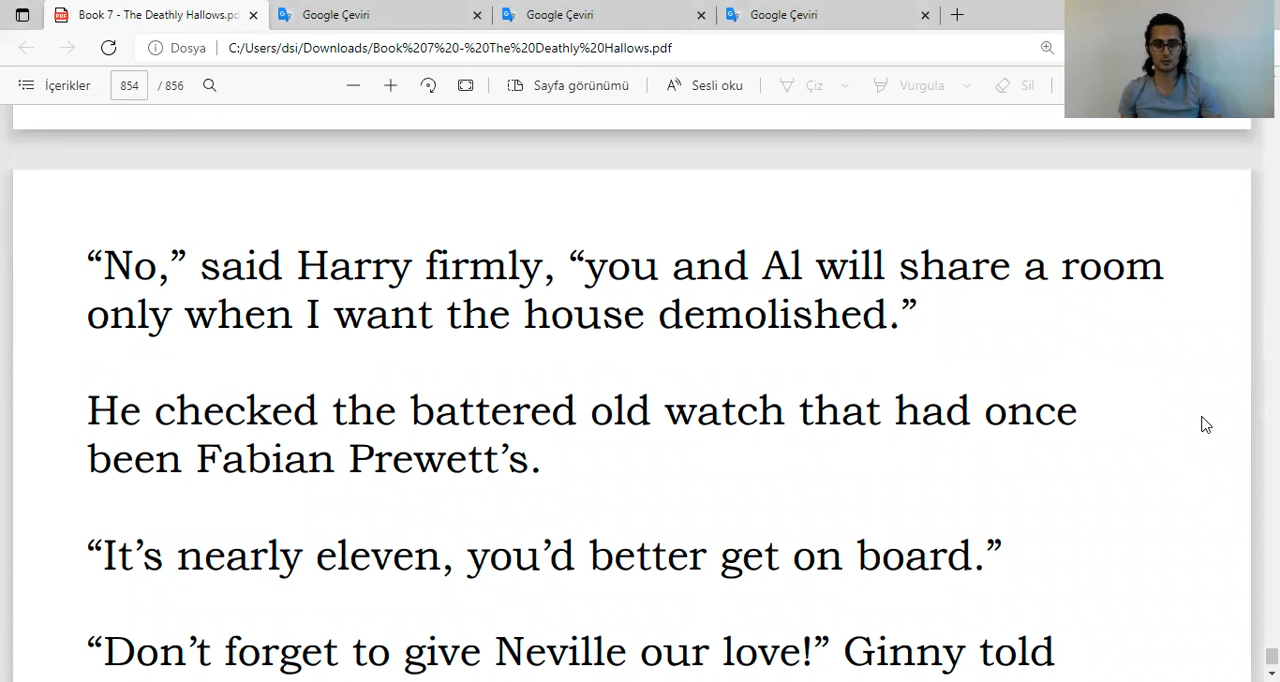 Book 7 - The Deathly Hallows.pd
Google Çeviri
Google Çeviri
Google Çeviri
Dosya
C:/Users/dsi/Downloads/Book%207%20-%20The%20Deathly%20Hallows.pdf
İçerikler
854 / 856
Sayfa görünümü
Sesli oku
Çiz
Vurgula
Sil
“No,” said Harry firmly, “you and Al will share a room
only when I want the house demolished.”
He checked the battered old watch that had once
been Fabian Prewett’s.
“It’s nearly eleven, you’d better get on board.”
“Don’t forget to give Neville our love!” Ginny told